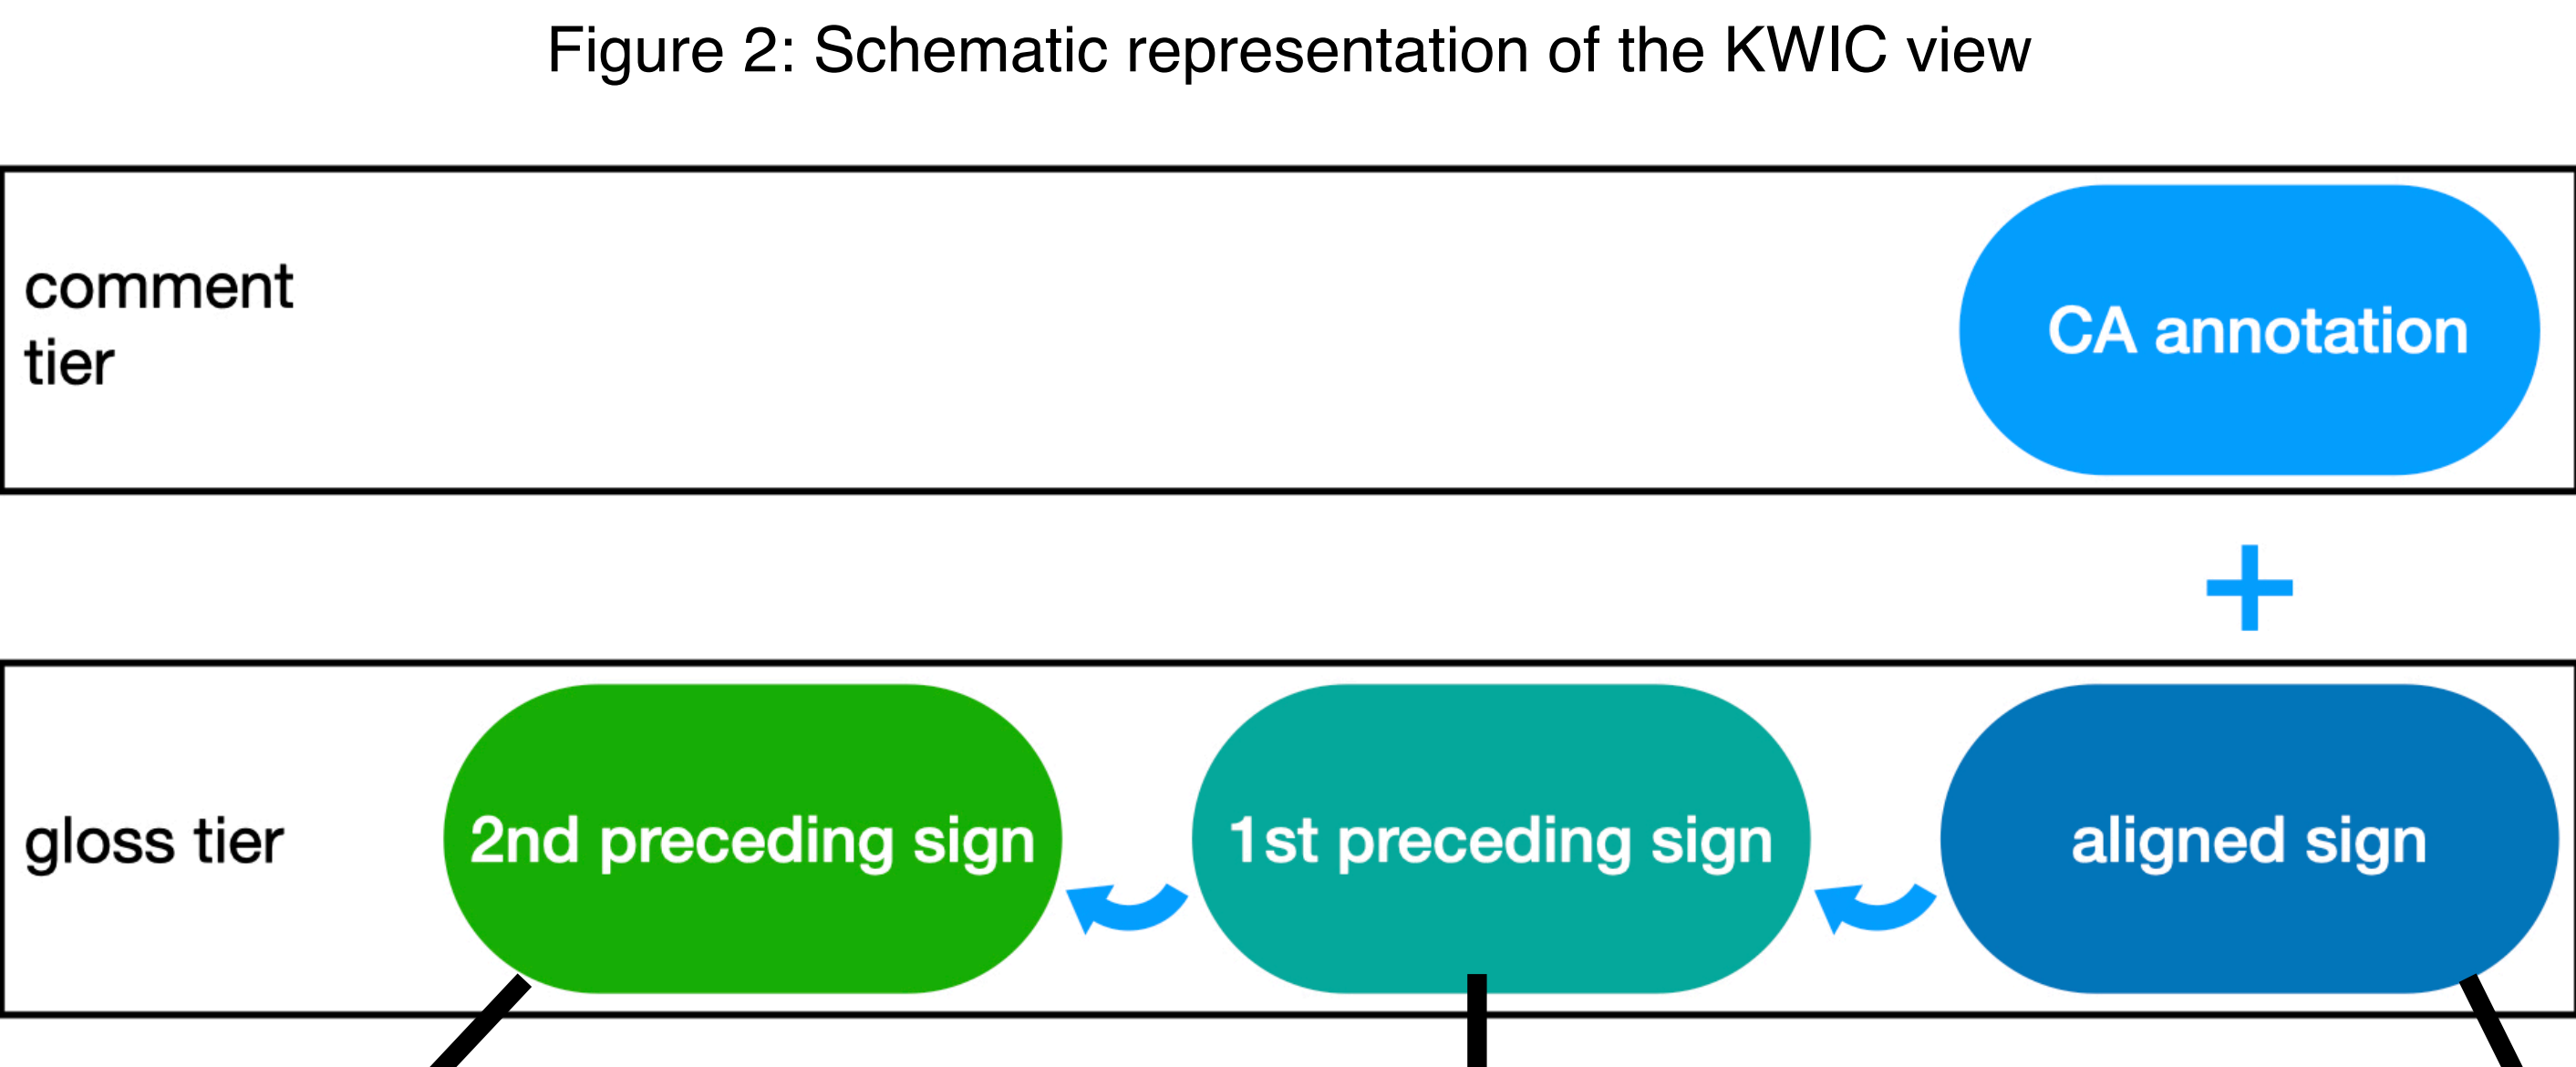 Figure 2: Schematic representation of the KWIC view
comment
tier
CA annotation
+
gloss tier
2nd preceding sign
1st preceding sign
aligned sign